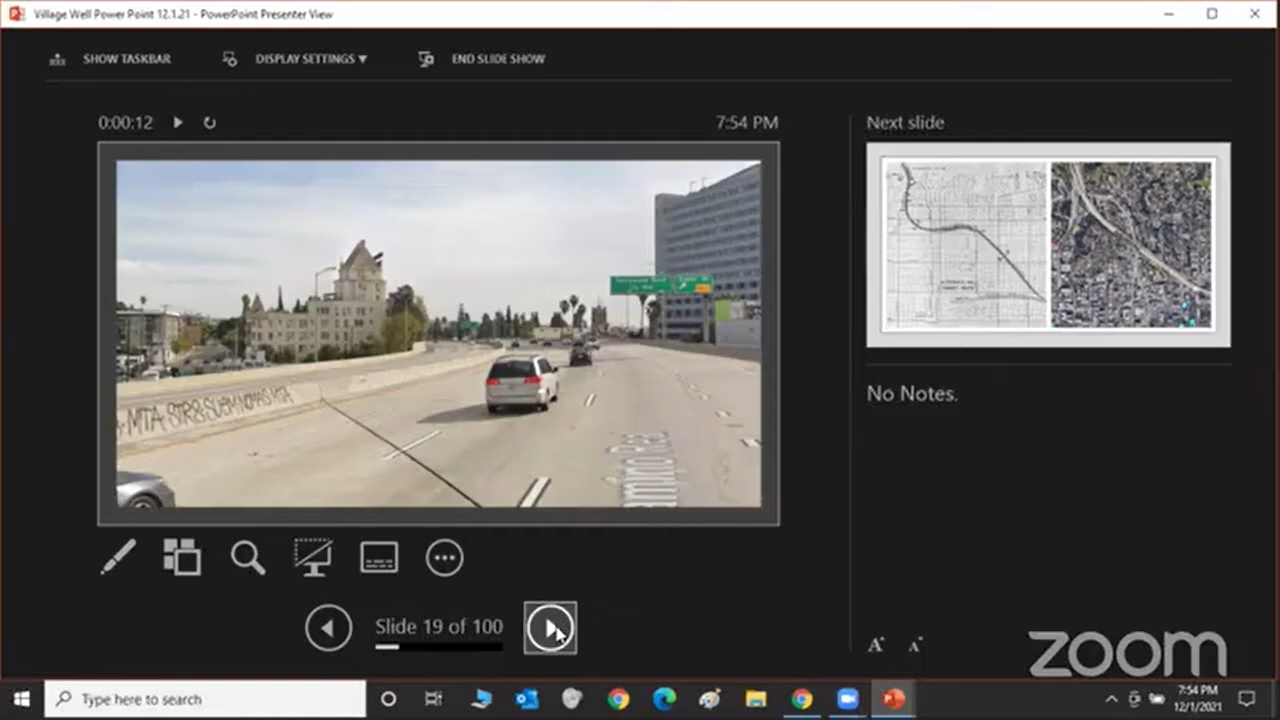 Village Well Power Point 12.1.21 - PowerPoint Presenter View
SHOW TASKBAR
DISPLAY SETTINGS
END SLIDE SHOW
0:00:12
7:54 PM
Next slide
MTA STR8
No Notes.
Slide 19 of 100
A A
zoom
Type here to search
7:54 PM
12/1/2021